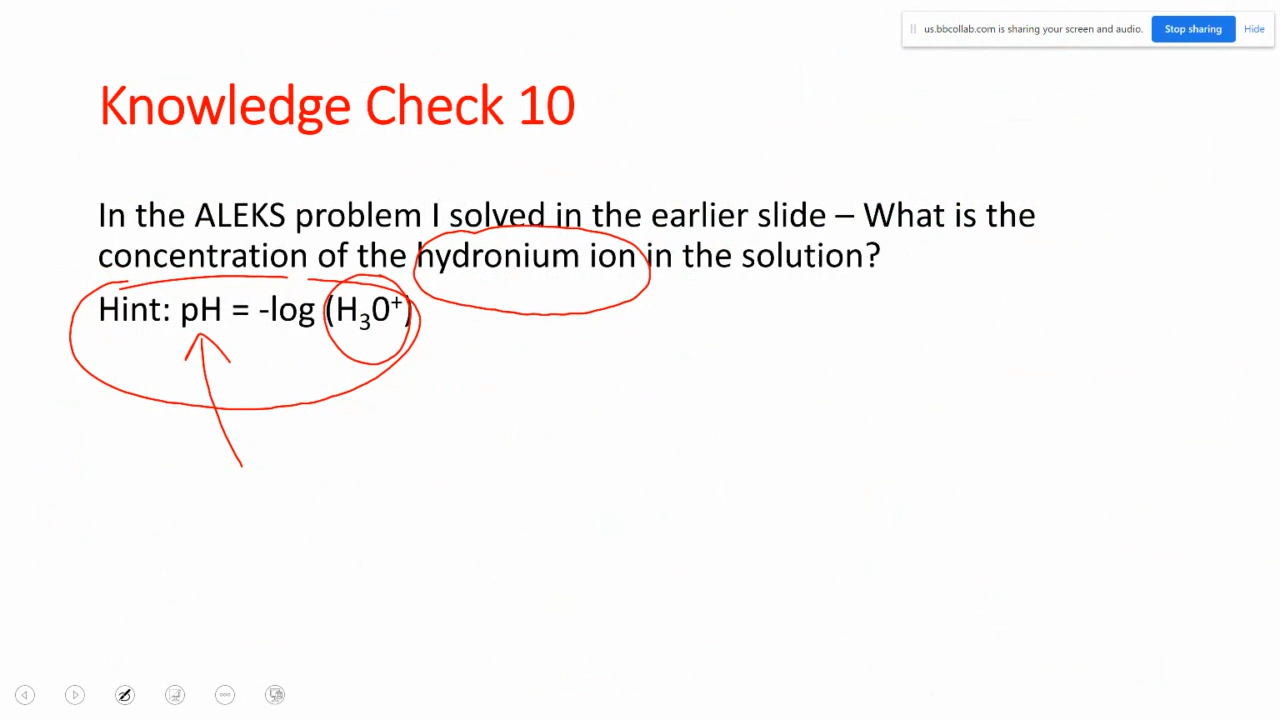 us.bbcollab.com is sharing your screen and audio. Stop sharing Hide
Knowledge Check 10
In the ALEKS problem I solved in the earlier slide – What is the
concentration of the hydronium ion in the solution?
Hint: pH = -log (H₃0⁺)